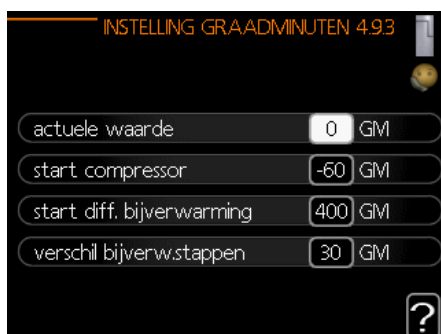 INSTELLING GRAADMINUTEN 4.9.3
actuele waarde 0 GM
start compressor -60 GM
start diff. bijverwarming 400 GM
verschil bijverw.stappen 30 GM
?